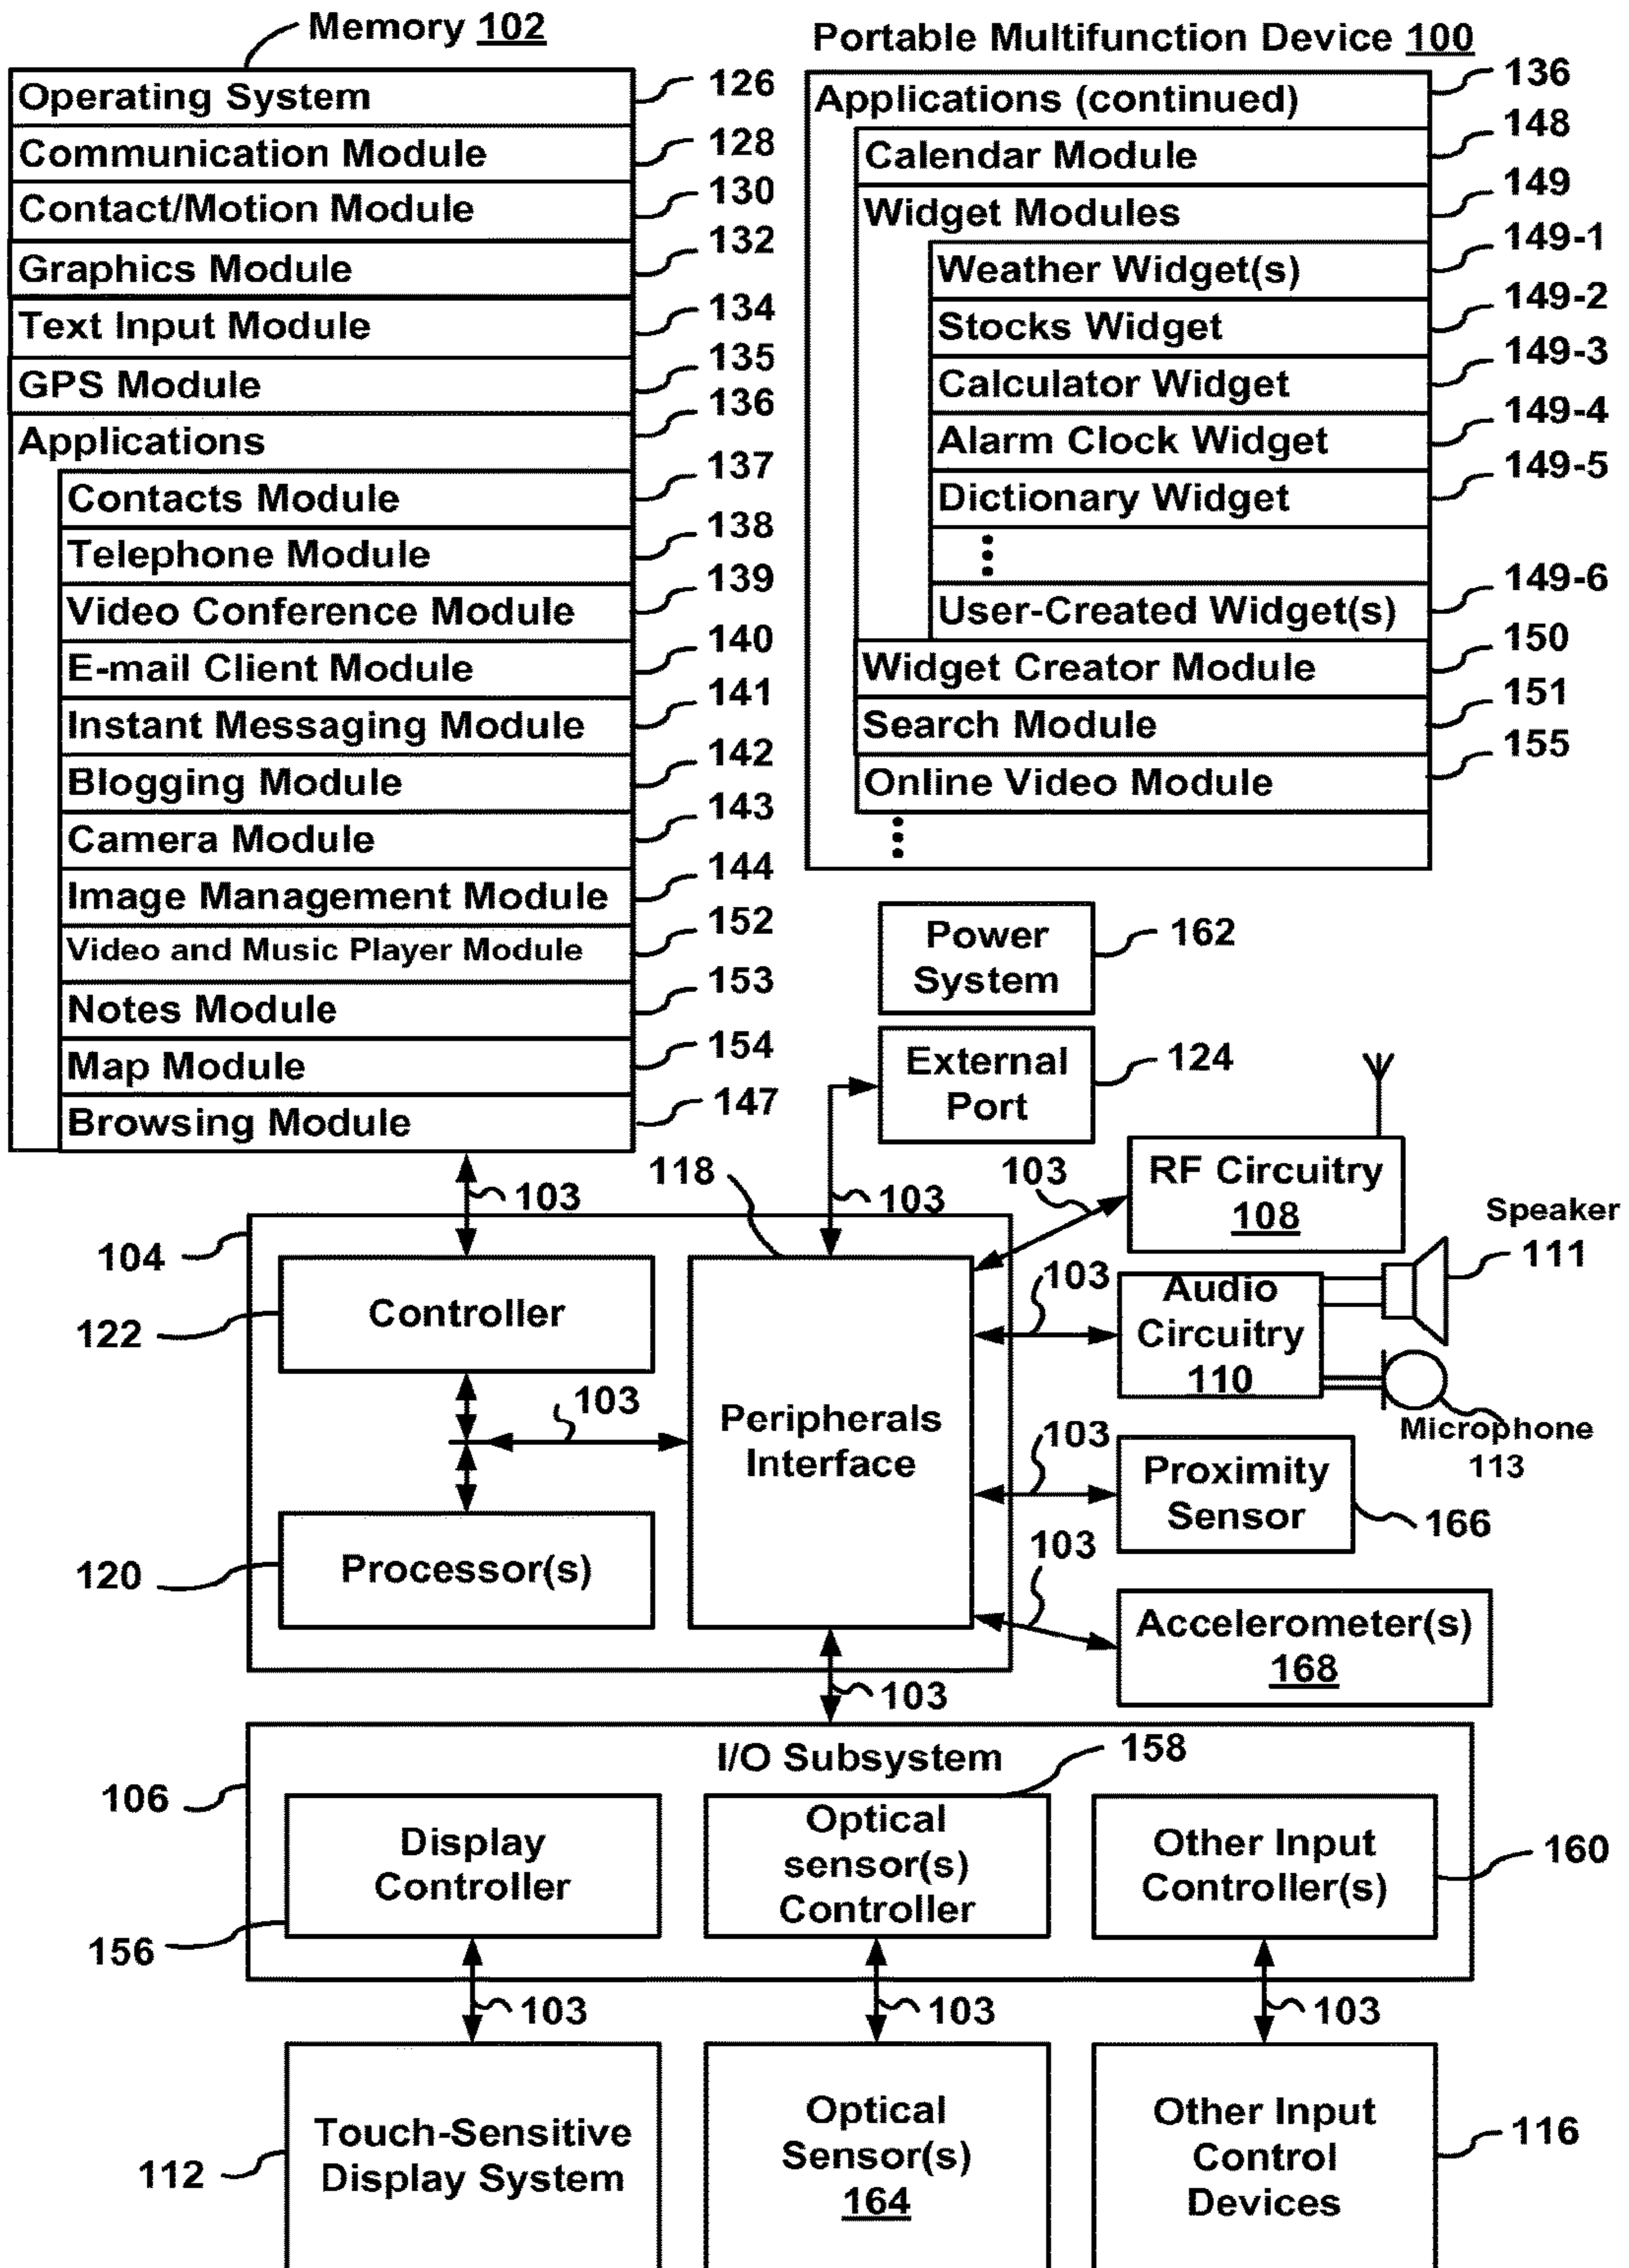 Memory 102
Operating System 126
Communication Module 128
Contact/Motion Module 130
Graphics Module 132
Text Input Module 134
GPS Module 135
Applications 136
Contacts Module 137
Telephone Module 138
Video Conference Module 139
E-mail Client Module 140
Instant Messaging Module 141
Blogging Module 142
Camera Module 143
Image Management Module 144
Video and Music Player Module 152
Notes Module 153
Map Module 154
Browsing Module 147
Portable Multifunction Device 100
Applications (continued) 136
Calendar Module 148
Widget Modules 149
Weather Widget(s) 149-1
Stocks Widget 149-2
Calculator Widget 149-3
Alarm Clock Widget 149-4
Dictionary Widget 149-5
User-Created Widget(s) 149-6
Widget Creator Module 150
Search Module 151
Online Video Module 155
Power
System
162
External
Port
124
103
118
103
103
RF Circuitry
108
Speaker
111
104
Controller
122
103
Audio
Circuitry
110
Microphone
113
103
Peripherals
Interface
103
Proximity
Sensor
166
Processor(s)
120
103
Accelerometer(s)
168
103
I/O Subsystem
106
158
Display
Controller
156
Optical
sensor(s)
Controller
Other Input
Controller(s)
160
103
103
103
Touch-Sensitive
Display System
112
Optical
Sensor(s)
164
Other Input
Control
Devices
116